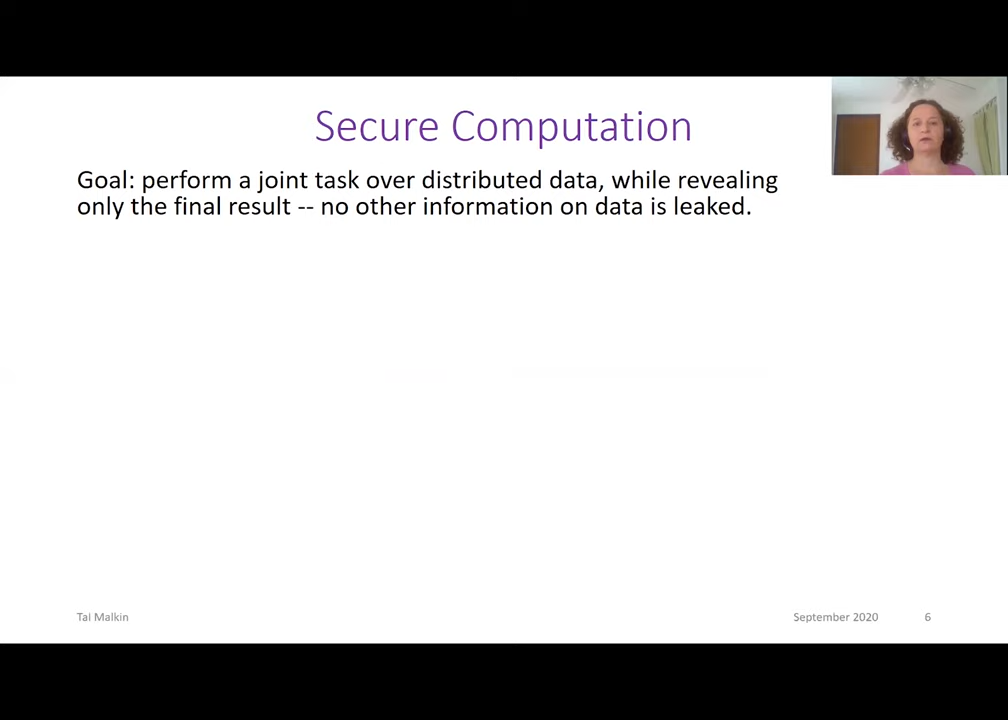 Secure Computation
Goal: perform a joint task over distributed data, while revealing
only the final result -- no other information on data is leaked.
Tal Malkin
September 2020
6